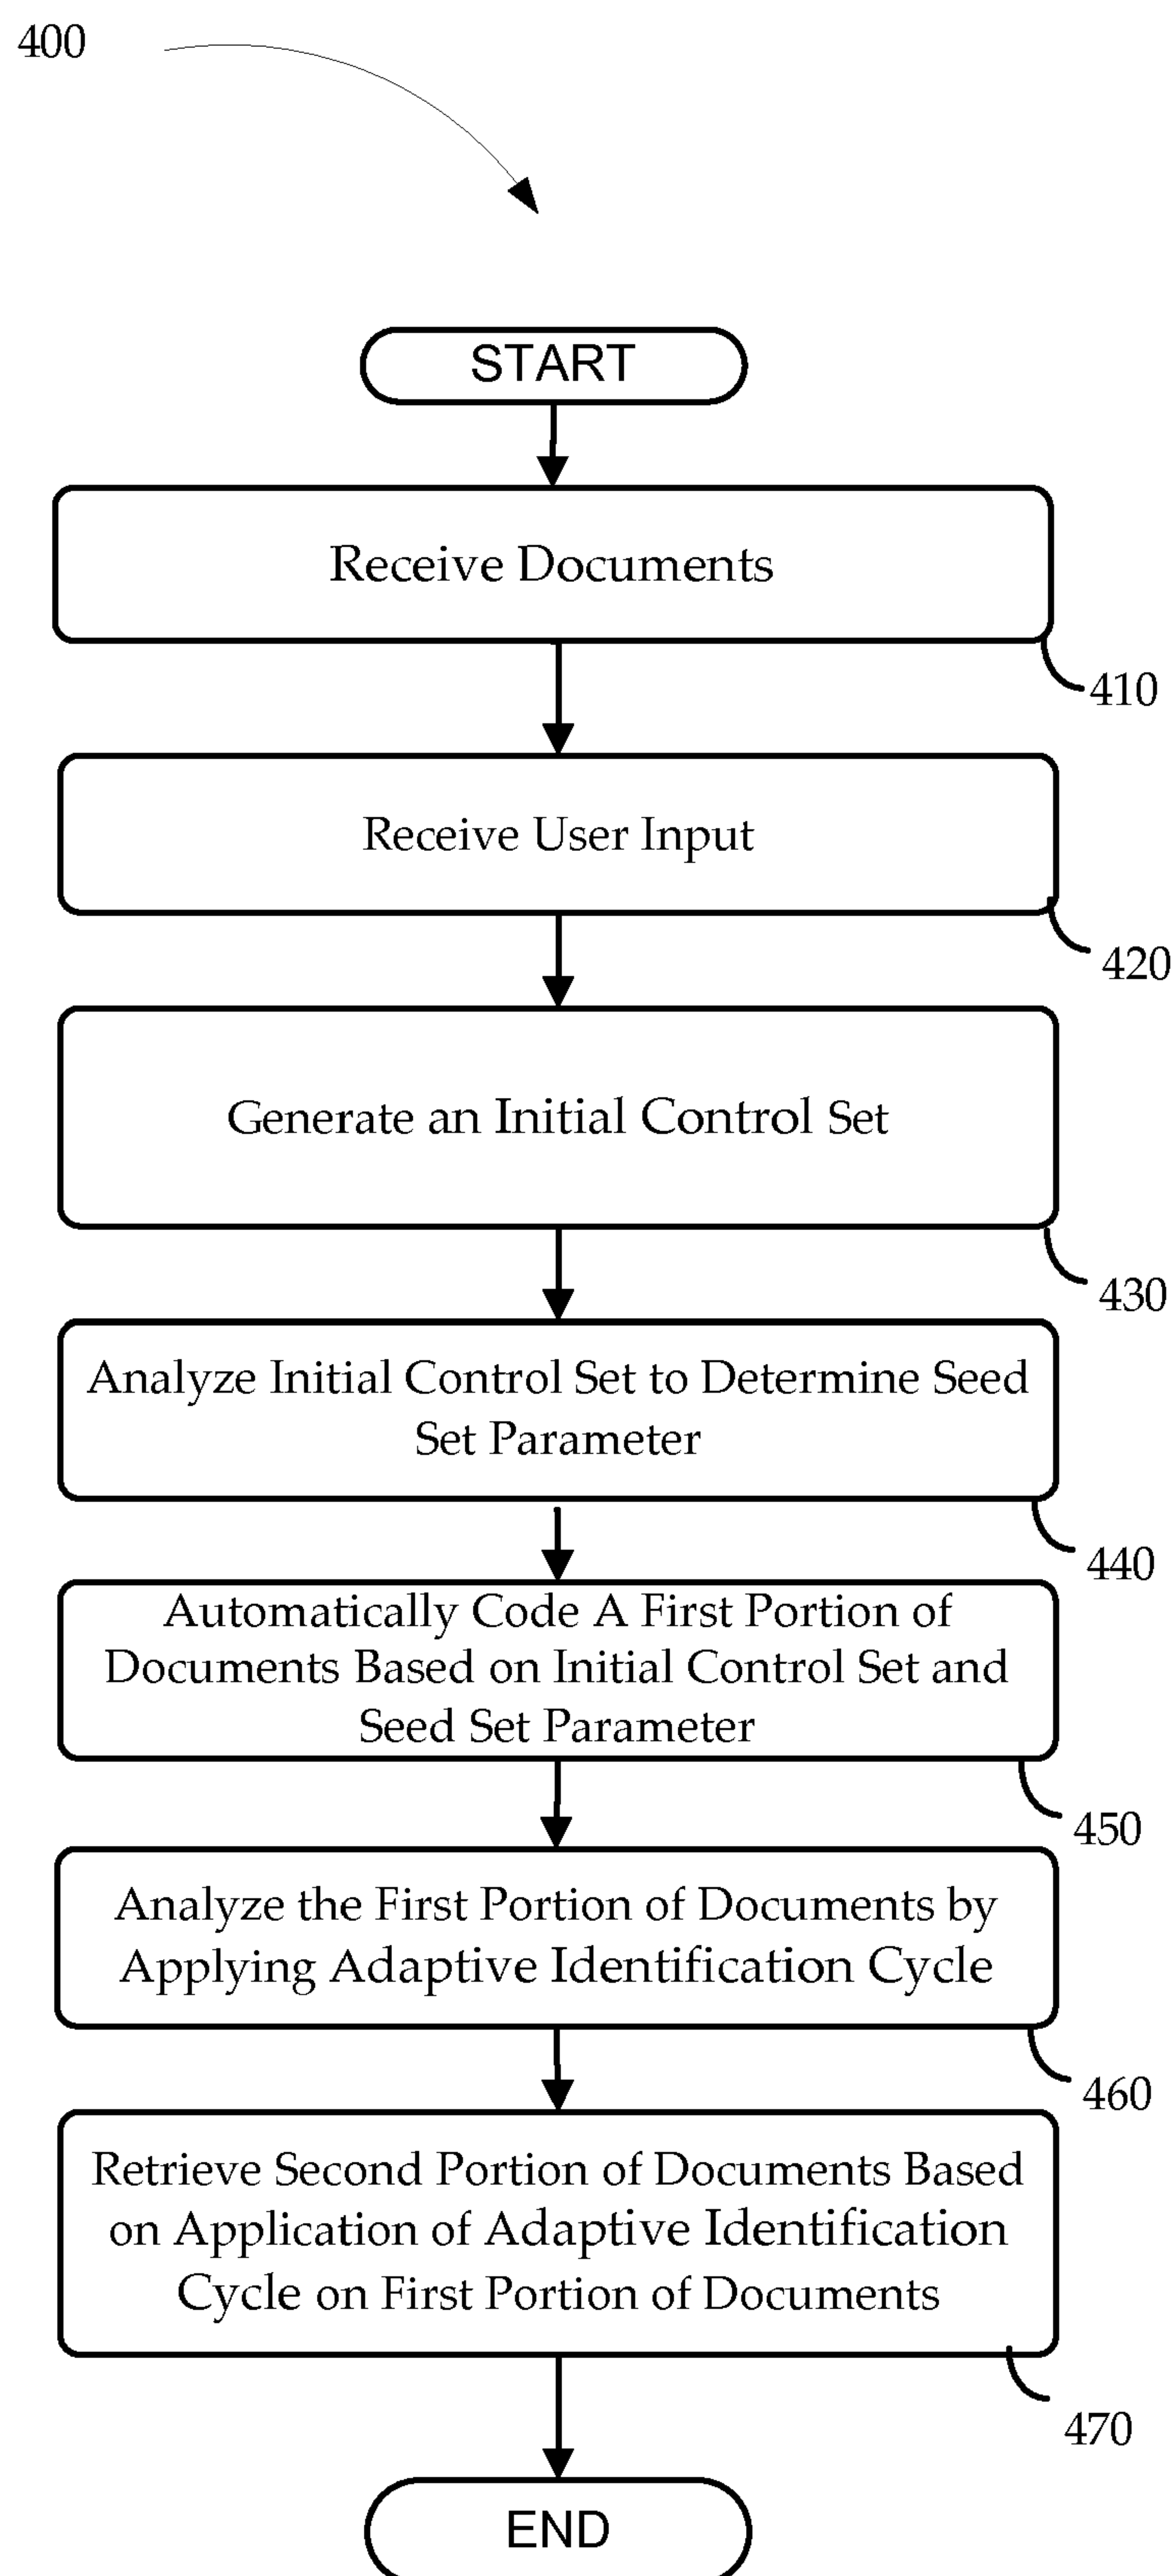 400
START
Receive Documents
410
Receive User Input
420
Generate an Initial Control Set
430
Analyze Initial Control Set to Determine Seed
Set Parameter
440
Automatically Code A First Portion of
Documents Based on Initial Control Set and
Seed Set Parameter
450
Analyze the First Portion of Documents by
Applying Adaptive Identification Cycle
460
Retrieve Second Portion of Documents Based
on Application of Adaptive Identification
Cycle on First Portion of Documents
470
END